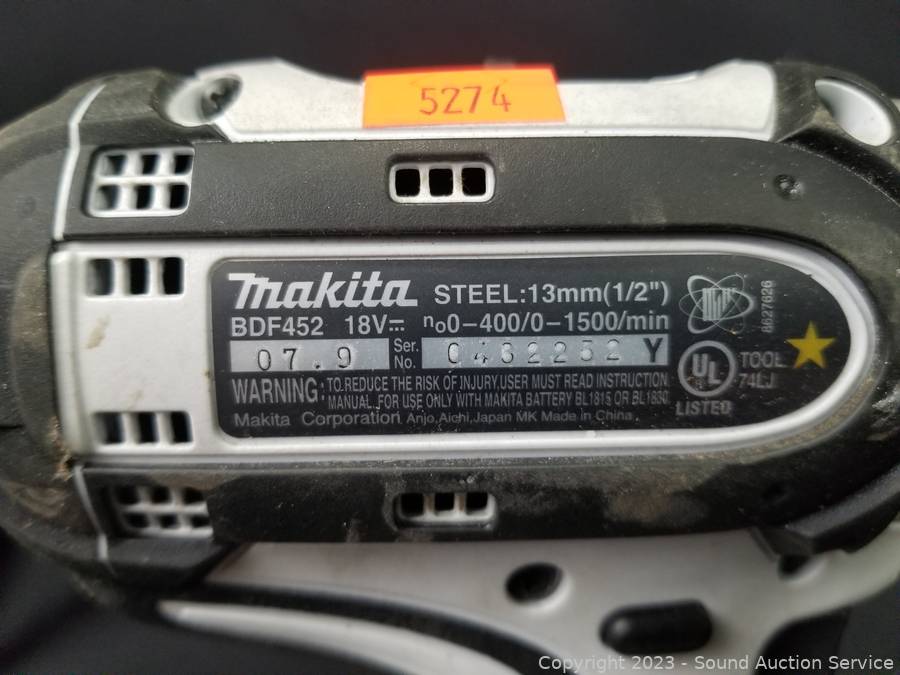 5274
Makita STEEL:13mm(1/2")
BDF452 18V⎓ n₀0-400/0-1500/min
07.9 Ser. No. 0432232 Y
WARNING: TO REDUCE THE RISK OF INJURY,USER MUST READ INSTRUCTION
MANUAL. FOR USE ONLY WITH MAKITA BATTERY BL1815 OR BL1830.
Makita Corporation Anjo,Aichi,Japan MK Made in China.
8627626
UL
TOOL
74LJ
LISTED
Copyright 2023 - Sound Auction Service